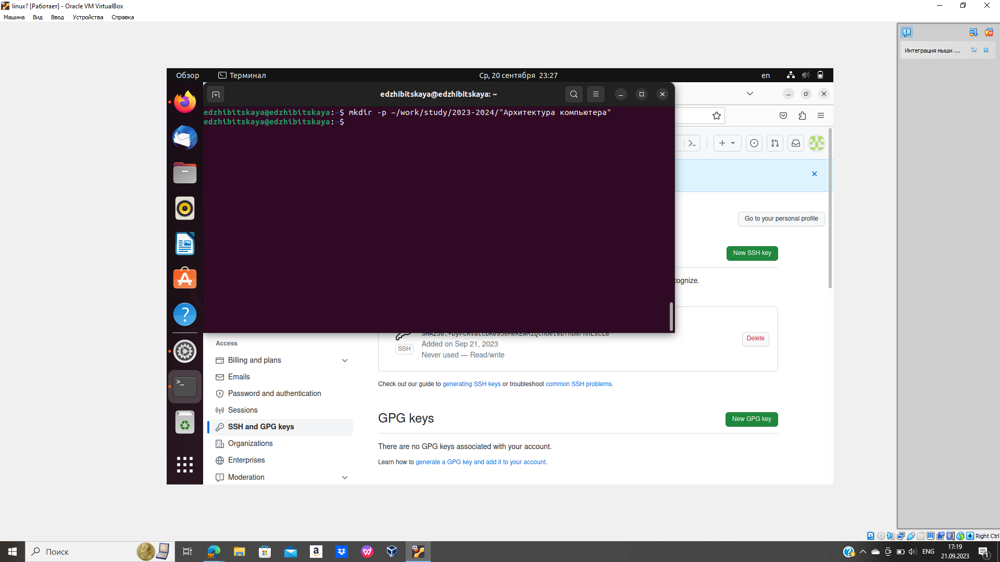 linux? [Работает] - Oracle VM VirtualBox
Машина Вид Ввод Устройства Справка
Интеграция мыши ...
Обзор Терминал Ср, 20 сентября 23:27 en
edzhibitskaya@edzhibitskaya: ~
edzhibitskaya@edzhibitskaya:~$ mkdir -p ~/work/study/2023-2024/"Архитектура компьютера"
edzhibitskaya@edzhibitskaya:~$
Go to your personal profile
New SSH key
cognize.
SSH
Added on Sep 21, 2023
Never used — Read/write
Delete
Check out our guide to generating SSH keys or troubleshoot common SSH problems.
GPG keys
New GPG key
There are no GPG keys associated with your account.
Learn how to generate a GPG key and add it to your account.
Access
Billing and plans
Emails
Password and authentication
Sessions
SSH and GPG keys
Organizations
Enterprises
Moderation
Right Ctrl
Поиск
ENG
17:19
21.09.2023
1